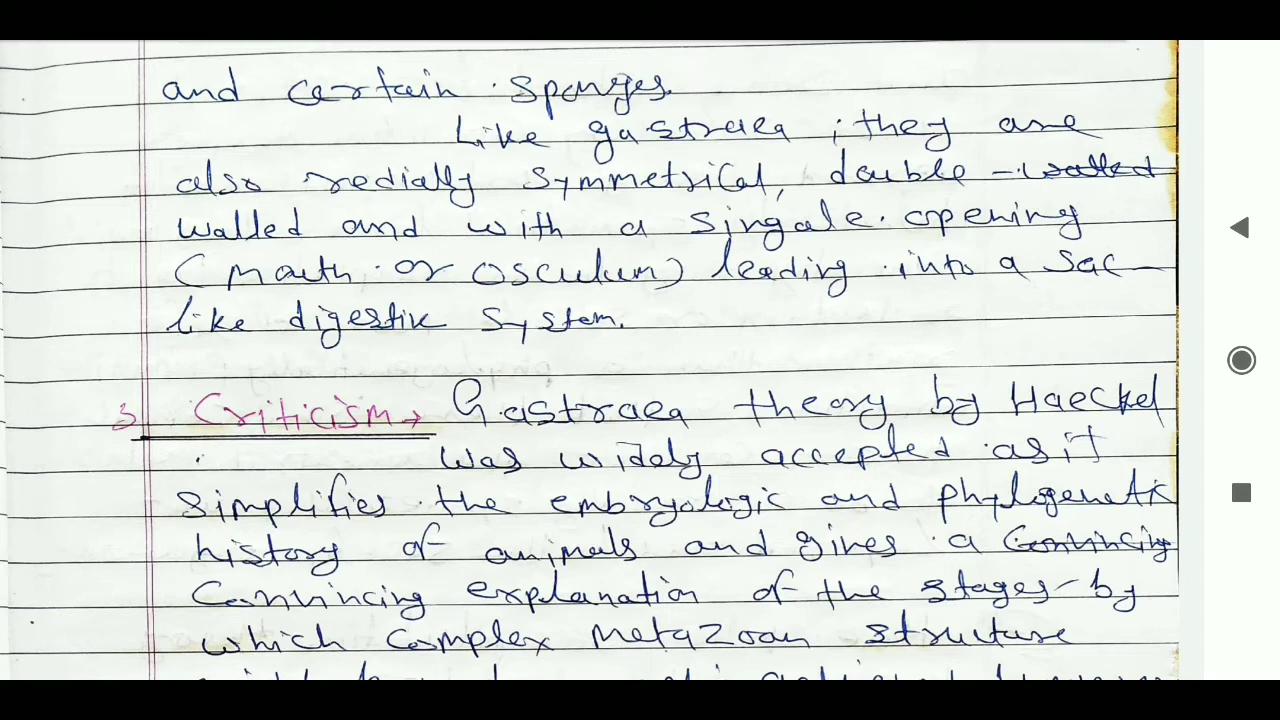 and certain sponges.
Like gastraea, they are
also redially symmetrical, double - walled
walled and with a singale opening
(Mouth or Osculum) leading into a sac
like digestive system.
3 Criticism → Gastraea theory by Haeckel
was widely accepted as it
simplifies the embryologic and phylogenetic
history of animals and gives a Convincing
Convincing explanation of the stages by
which Complex Metazoan structure